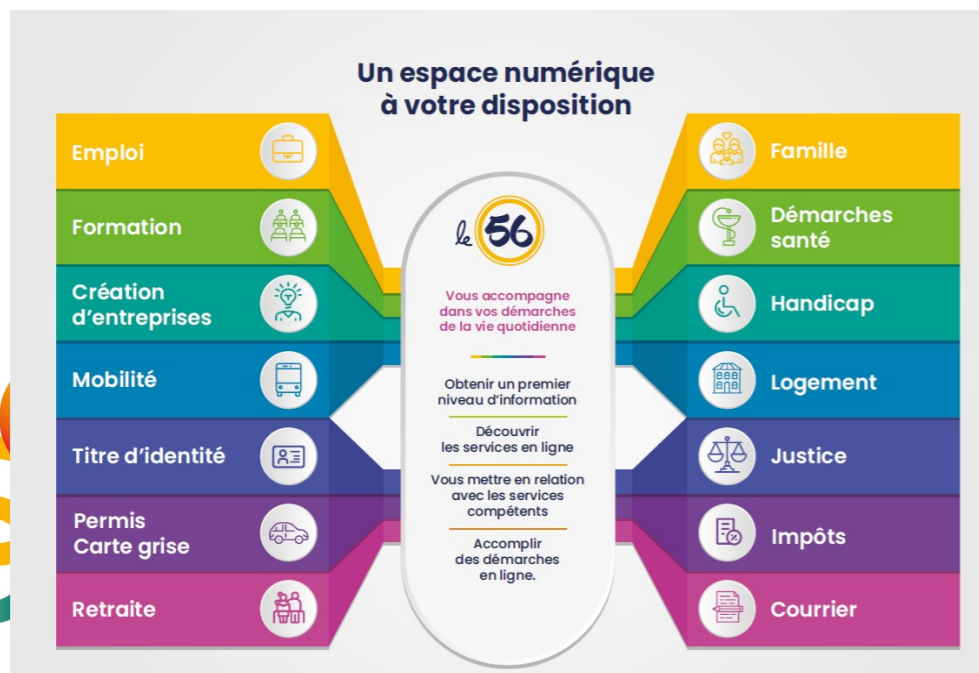 Un espace numérique
à votre disposition
Emploi
Formation
Création
d'entreprises
Mobilité
Titre d'identité
Permis
Carte grise
Retraite
le 56
Vous accompagne
dans vos démarches
de la vie quotidienne
Obtenir un premier
niveau d'information
Découvrir
les services en ligne
Vous mettre en relation
avec les services
compétents
Accomplir
des démarches
en ligne.
Famille
Démarches
santé
Handicap
Logement
Justice
Impôts
Courrier